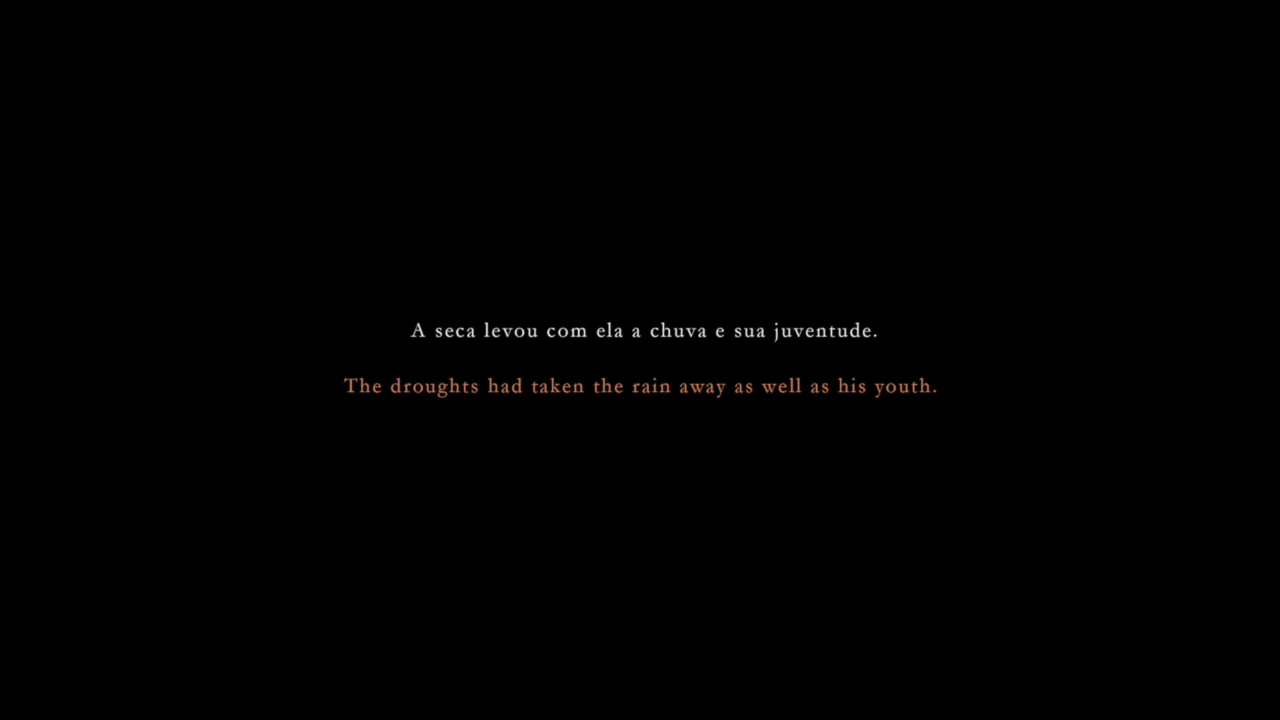 A seca levou com ela a chuva e sua juventude.
The droughts had taken the rain away as well as his youth.